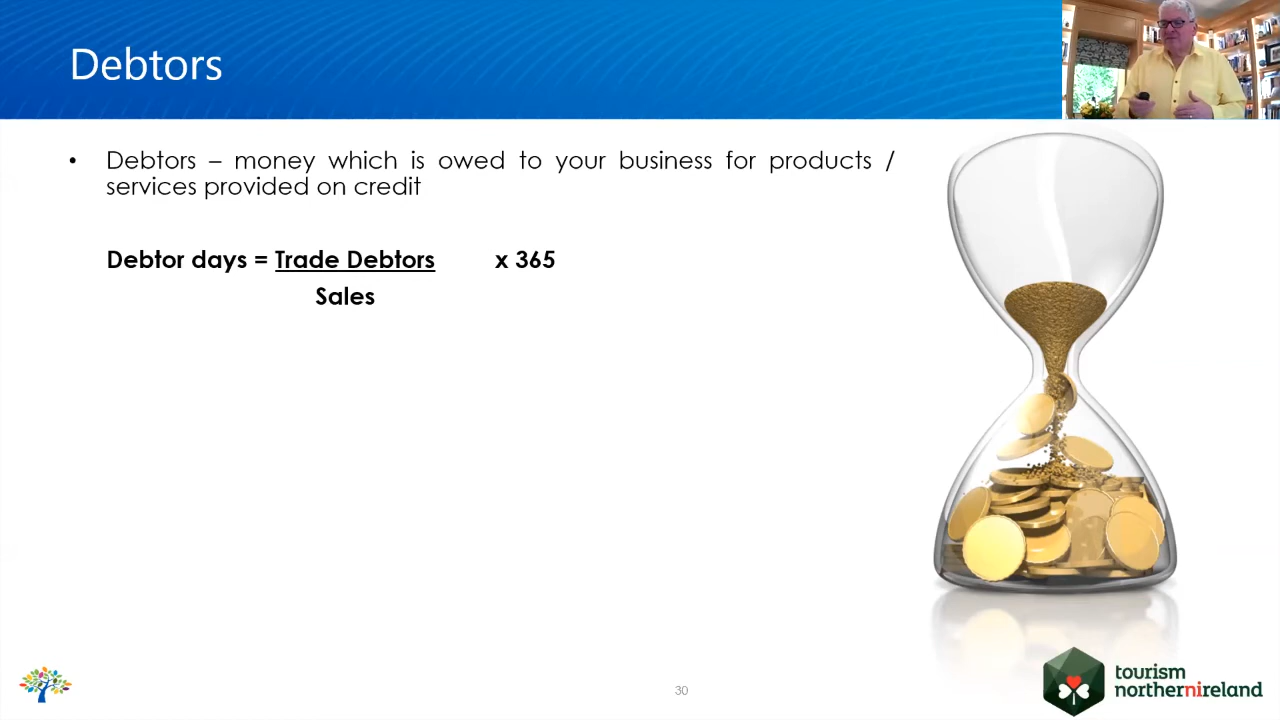 Debtors
• Debtors – money which is owed to your business for products /
services provided on credit
Debtor days = Trade Debtors x 365
Sales
30
tourism
northernireland